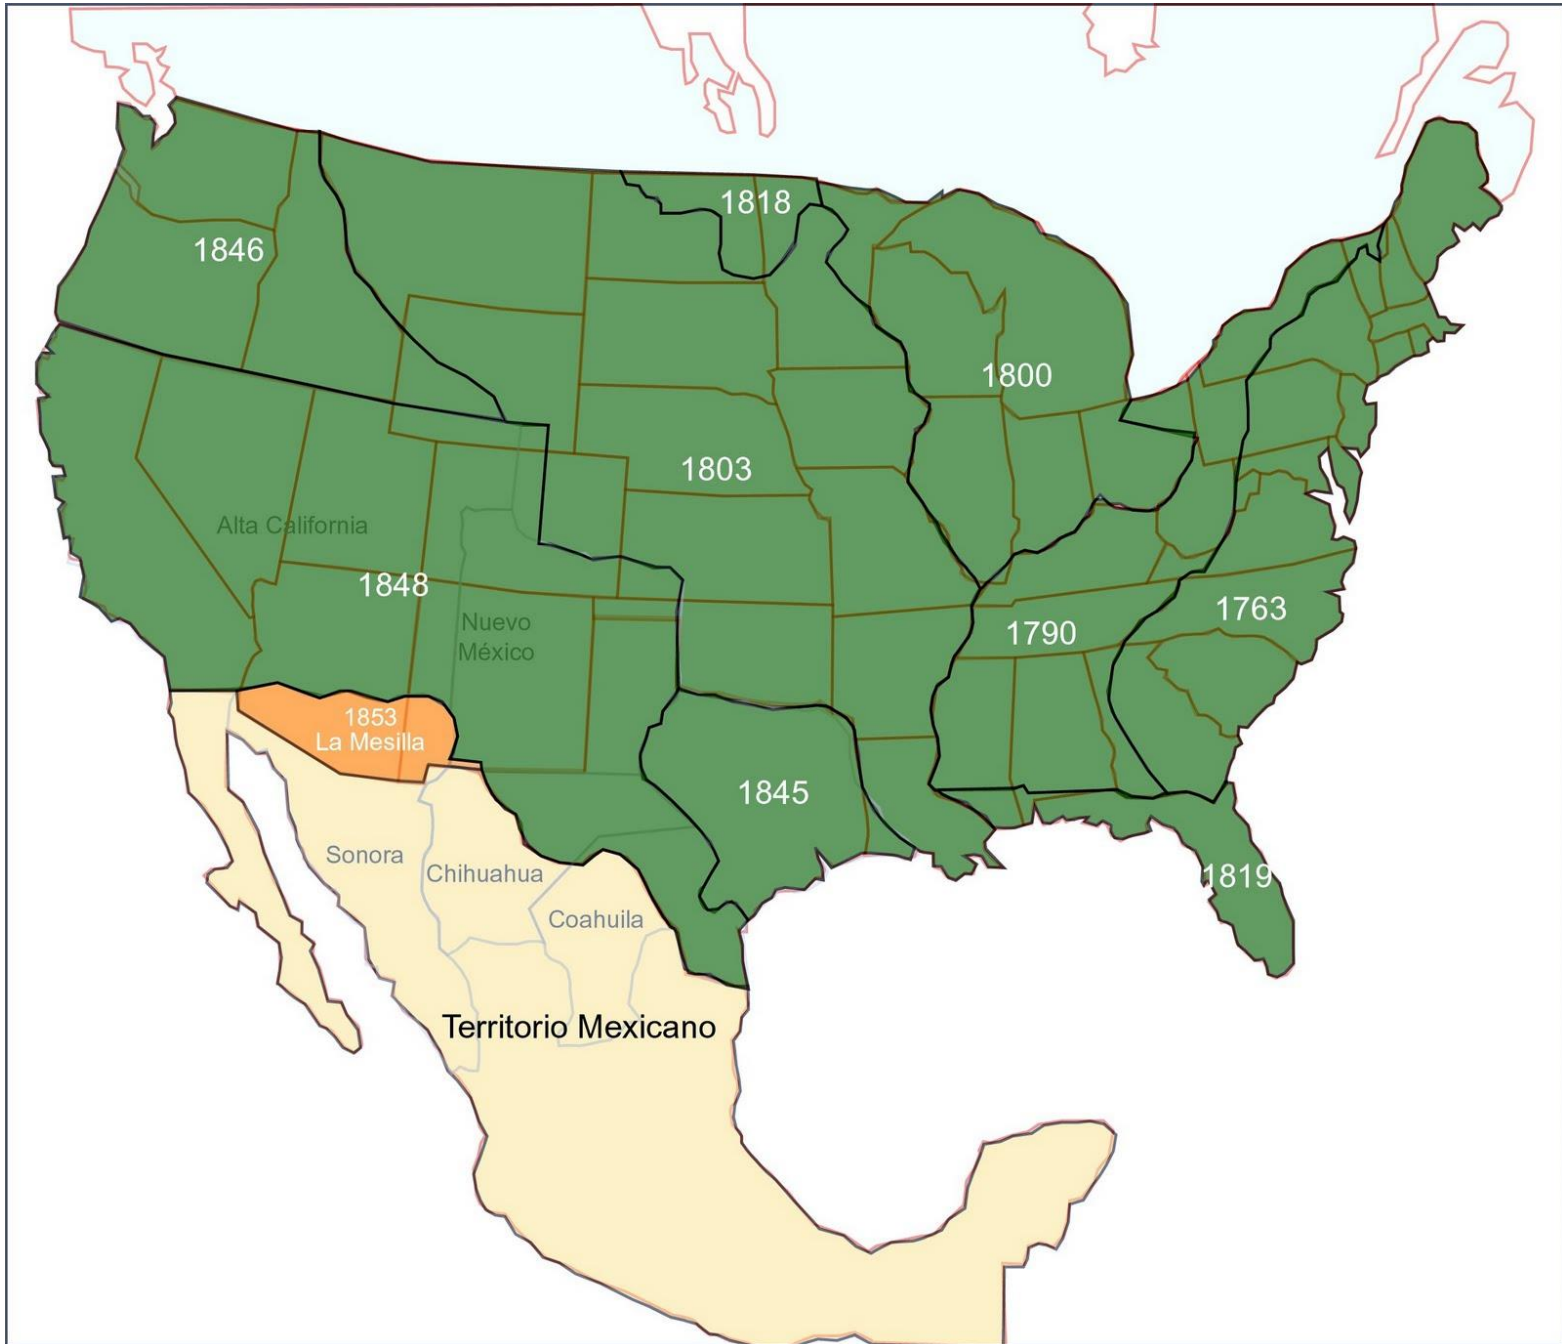 1818
1846
1800
1803
Alta California
1848
1763
Nuevo
México
1790
1853
La Mesilla
1845
Sonora
Chihuahua
1819
Coahuila
Territorio Mexicano